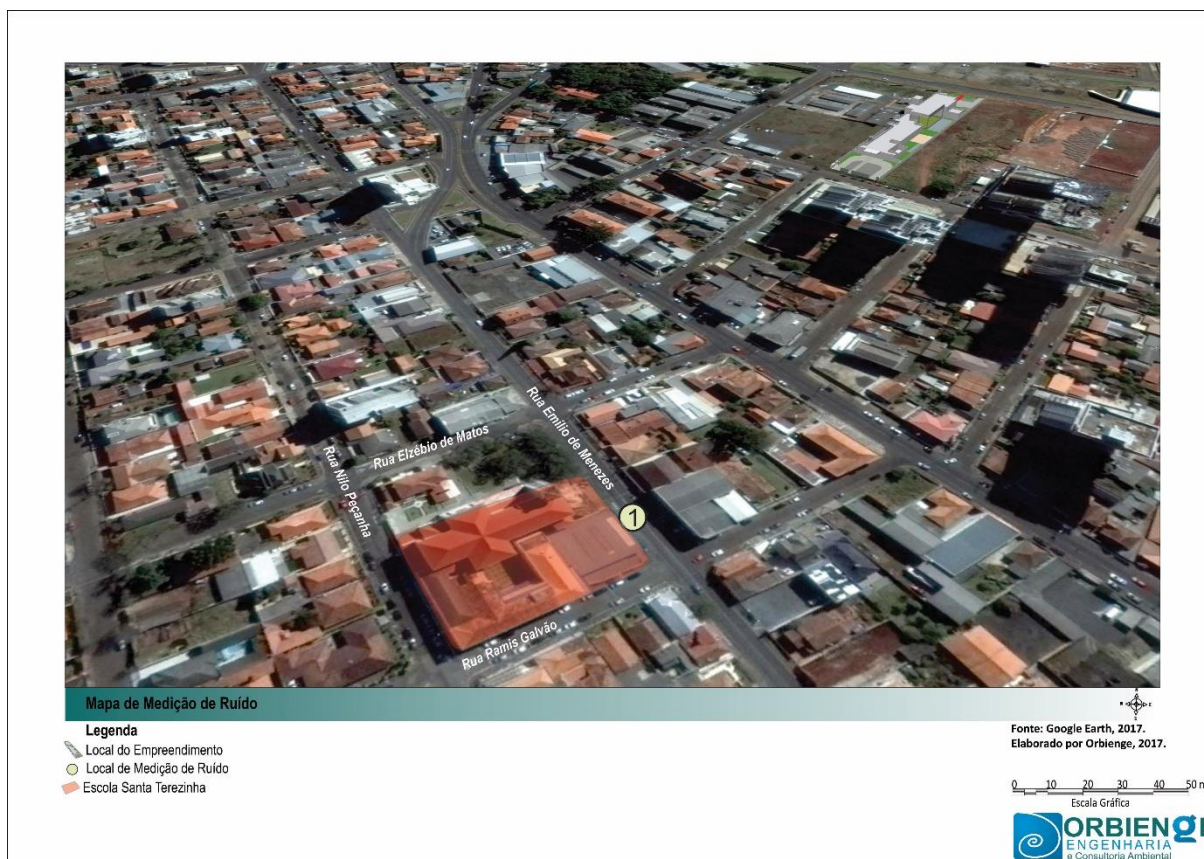 Rua Emilio de Menezes
Rua Elzébio de Matos
Rua Nilo Peçanha
1
Rua Ramis Galvão
Mapa de Medição de Ruído
Legenda
Local do Empreendimento
Local de Medição de Ruído
Escola Santa Terezinha
Fonte: Google Earth, 2017.
Elaborado por Orbienge, 2017.
0 10 20 30 40 50 m
Escala Gráfica
ORBIENG
ENGENHARIA
e Consultoria Ambiental